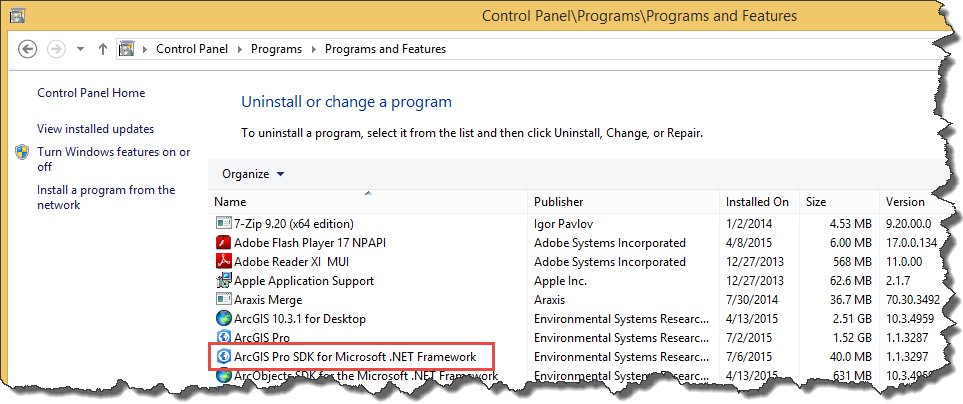 Control Panel\Programs\Programs and Features
Control Panel Programs Programs and Features
Control Panel Home
View installed updates
Turn Windows features on or
off
Install a program from the
network
Uninstall or change a program
To uninstall a program, select it from the list and then click Uninstall, Change, or Repair.
Organize
Name Publisher Installed On Size Version
7-Zip 9.20 (x64 edition) Igor Pavlov 1/2/2014 4.53 MB 9.20.00.0
Adobe Flash Player 17 NPAPI Adobe Systems Incorporated 4/8/2015 6.00 MB 17.0.0.134
Adobe Reader XI MUI Adobe Systems Incorporated 12/27/2013 568 MB 11.0.00
Apple Application Support Apple Inc. 12/27/2013 62.6 MB 2.1.7
Araxis Merge Araxis 7/30/2014 36.7 MB 70.30.3492
ArcGIS 10.3.1 for Desktop Environmental Systems Researc... 4/13/2015 2.51 GB 10.3.4959
ArcGIS Pro Environmental Systems Researc... 7/2/2015 1.52 GB 1.1.3287
ArcGIS Pro SDK for Microsoft .NET Framework Environmental Systems Researc... 7/6/2015 40.0 MB 1.1.3297
ArcObjects SDK for the Microsoft .NET Framework Environmental Systems Researc... 4/13/2015 631 MB